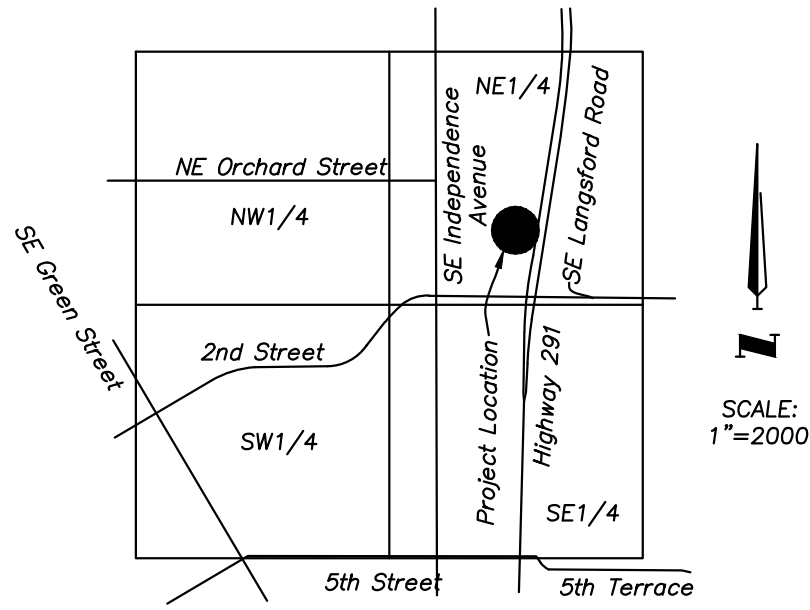 NE1/4
NE Orchard Street
NW1/4
SE Independence
Avenue
SE Langsford Road
SE Green Street
2nd Street
SW1/4
Project Location
Highway 291
SE1/4
5th Street
5th Terrace
N
SCALE:
1"=2000